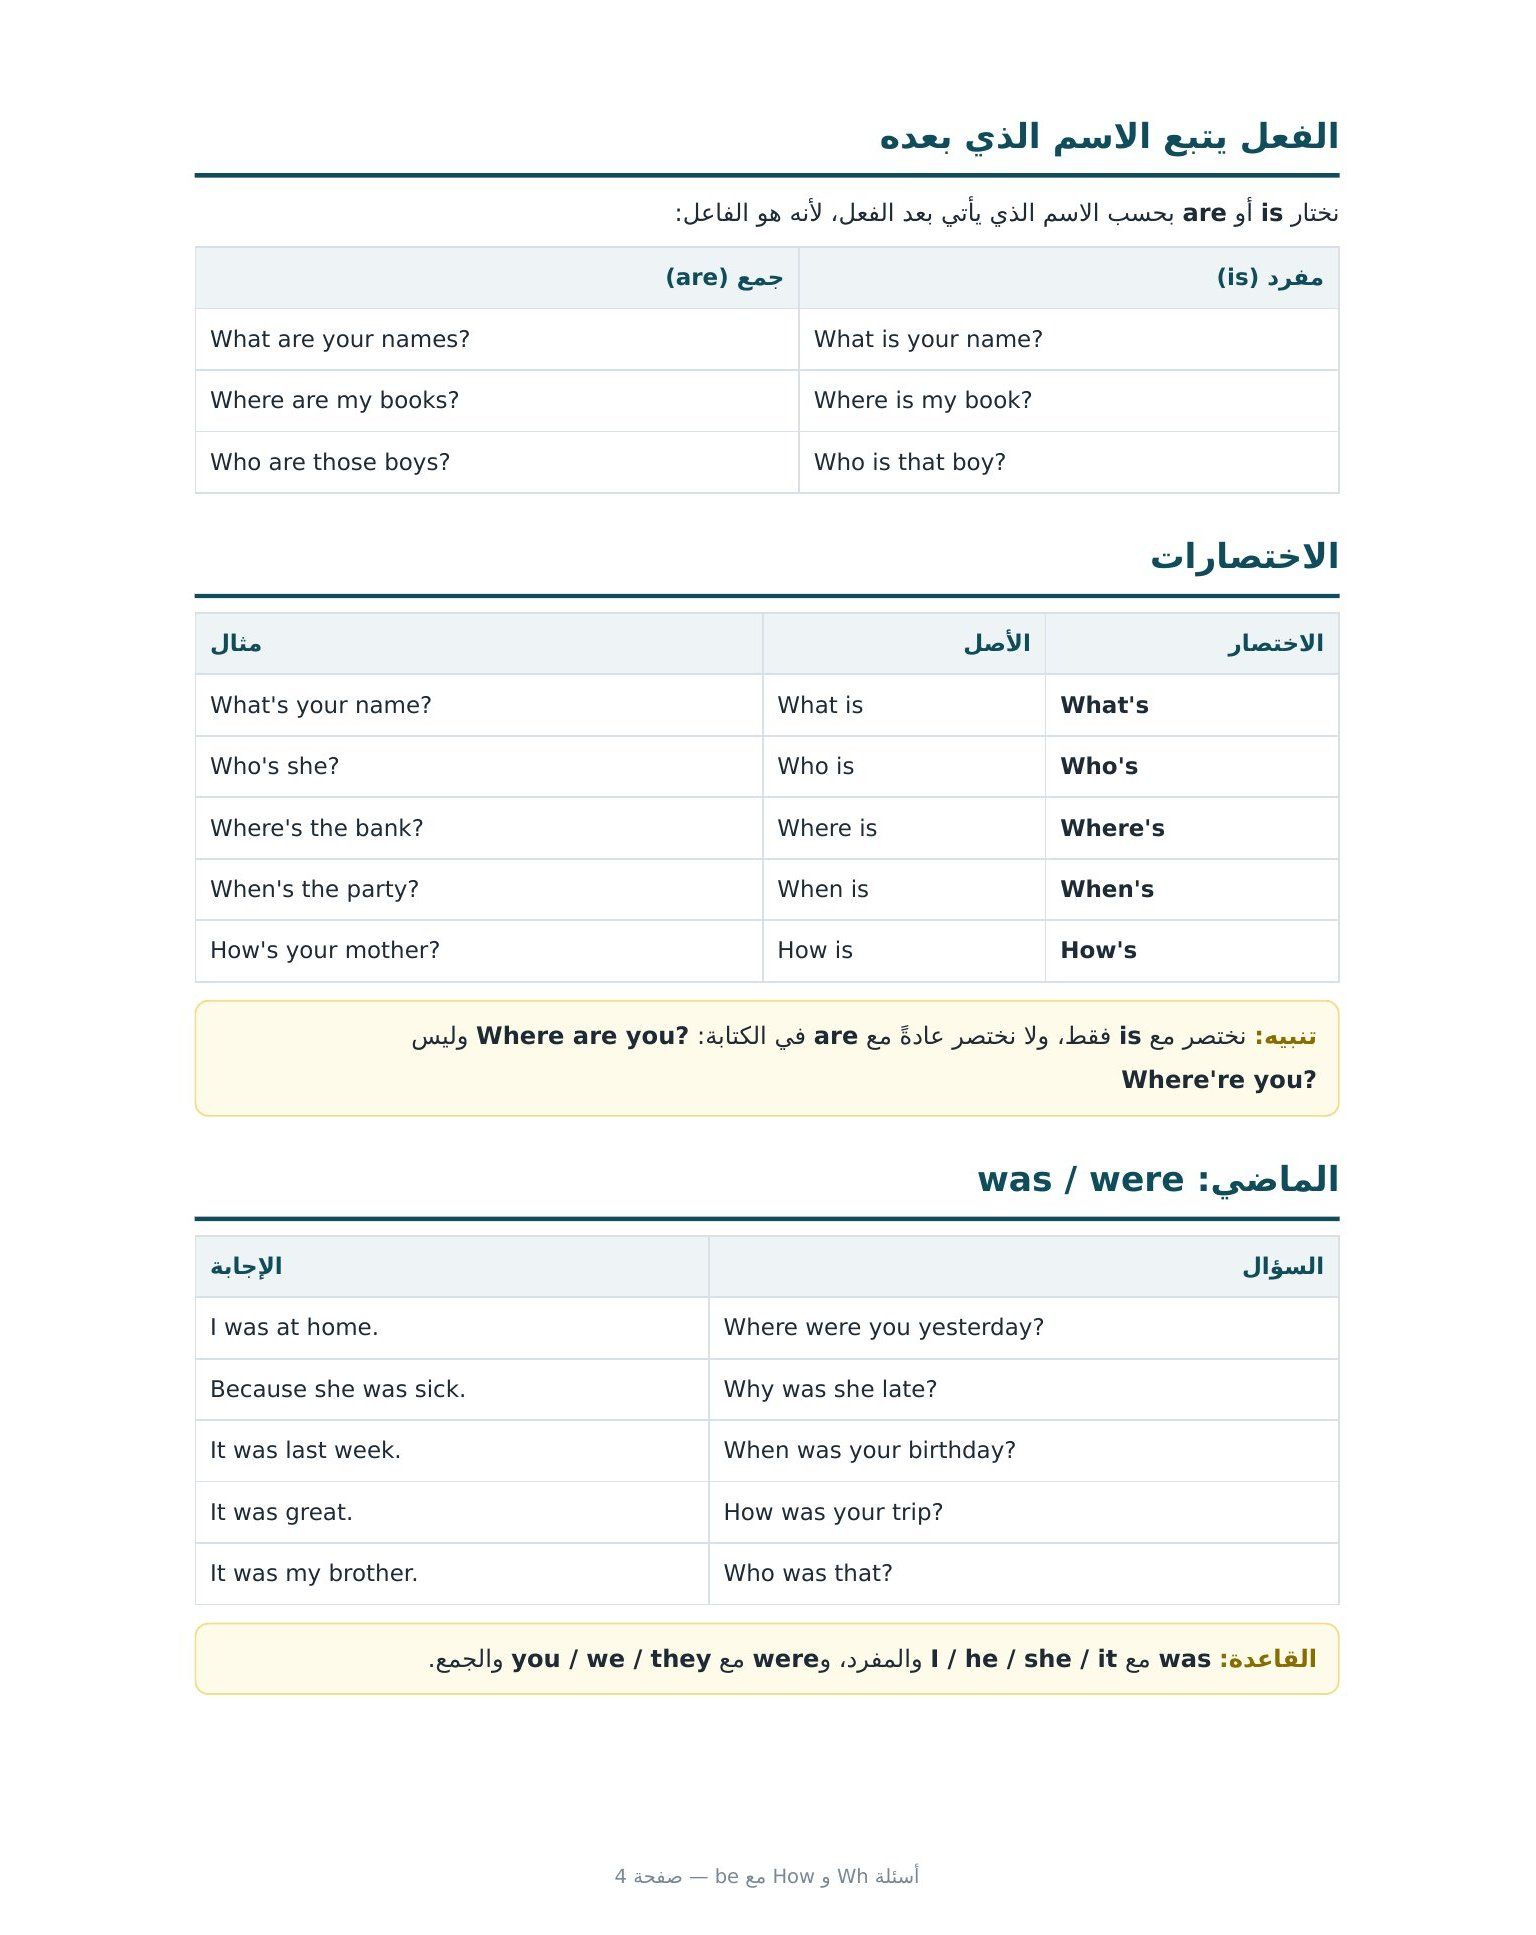 الفعل يتبع الاسم الذي بعده
نختار is أو are بحسب الاسم الذي يأتي بعد الفعل، لأنه هو الفاعل:
مفرد (is) جمع (are)
What is your name? What are your names?
Where is my book? Where are my books?
Who is that boy? Who are those boys?
الاختصارات
الاختصار الأصل مثال
What's What is What's your name?
Who's Who is Who's she?
Where's Where is Where's the bank?
When's When is When's the party?
How's How is How's your mother?
تنبيه: نختصر مع is فقط، ولا نختصر عادةً مع are في الكتابة: Where are you? وليس
Where're you?
الماضي: was / were
السؤال الإجابة
Where were you yesterday? I was at home.
Why was she late? Because she was sick.
When was your birthday? It was last week.
How was your trip? It was great.
Who was that? It was my brother.
القاعدة: was مع I / he / she / it والمفرد، وwere مع you / we / they والجمع.
أسئلة Wh و How مع be — صفحة 4